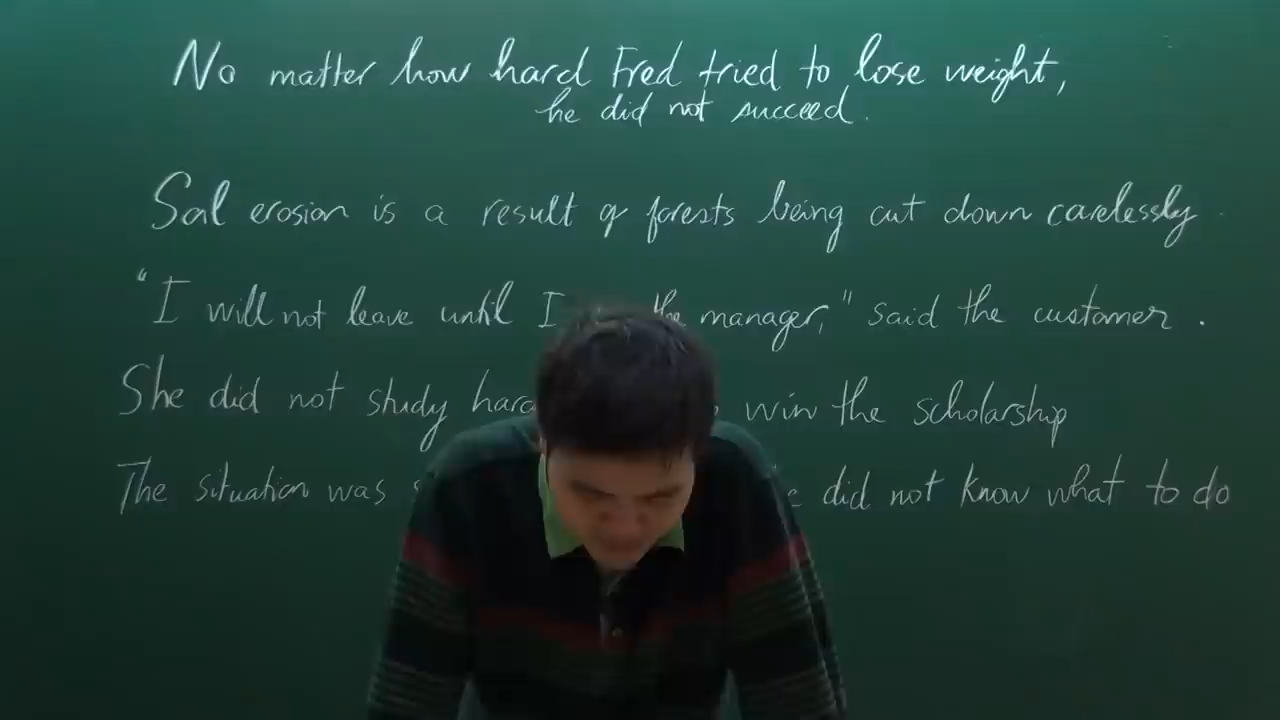 No matter how hard Fred tried to lose weight,
he did not succeed.
Soil erosion is a result of forests being cut down carelessly.
"I will not leave until I the manager," said the customer.
She did not study win the scholarship
The situation was did not know what to do